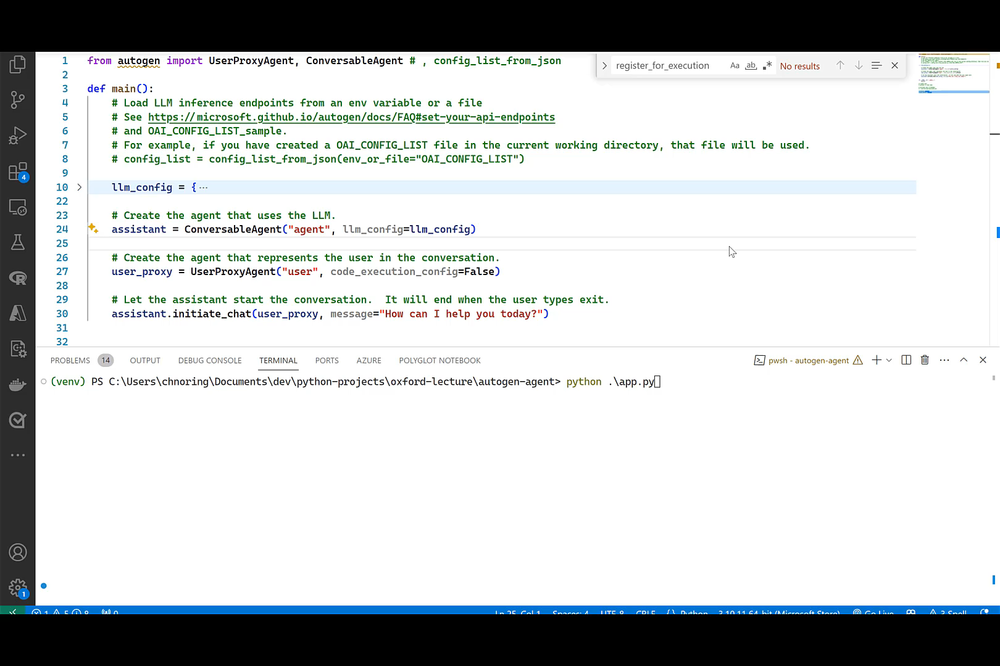 1 from autogen import UserProxyAgent, ConversableAgent # , config_list_from_json
register_for_execution Aa ab .* No results
2
3 def main():
4 # Load LLM inference endpoints from an env variable or a file
5 # See https://microsoft.github.io/autogen/docs/FAQ#set-your-api-endpoints
6 # and OAI_CONFIG_LIST_sample.
7 # For example, if you have created a OAI_CONFIG_LIST file in the current working directory, that file will be used.
8 # config_list = config_list_from_json(env_or_file="OAI_CONFIG_LIST")
9
10 llm_config = { ···
22
23 # Create the agent that uses the LLM.
24 assistant = ConversableAgent("agent", llm_config=llm_config)
25
26 # Create the agent that represents the user in the conversation.
27 user_proxy = UserProxyAgent("user", code_execution_config=False)
28
29 # Let the assistant start the conversation.  It will end when the user types exit.
30 assistant.initiate_chat(user_proxy, message="How can I help you today?")
31
32
4
PROBLEMS 14 OUTPUT DEBUG CONSOLE TERMINAL PORTS AZURE POLYGLOT NOTEBOOK pwsh - autogen-agent
(venv) PS C:\Users\chnoring\Documents\dev\python-projects\oxford-lecture\autogen-agent> python .\app.py
1
1 5 8 0 Ln 25, Col 1 Spaces: 4 UTF-8 CRLF Python 3.10.11 64-bit (Microsoft Store) Go Live 3 Spell